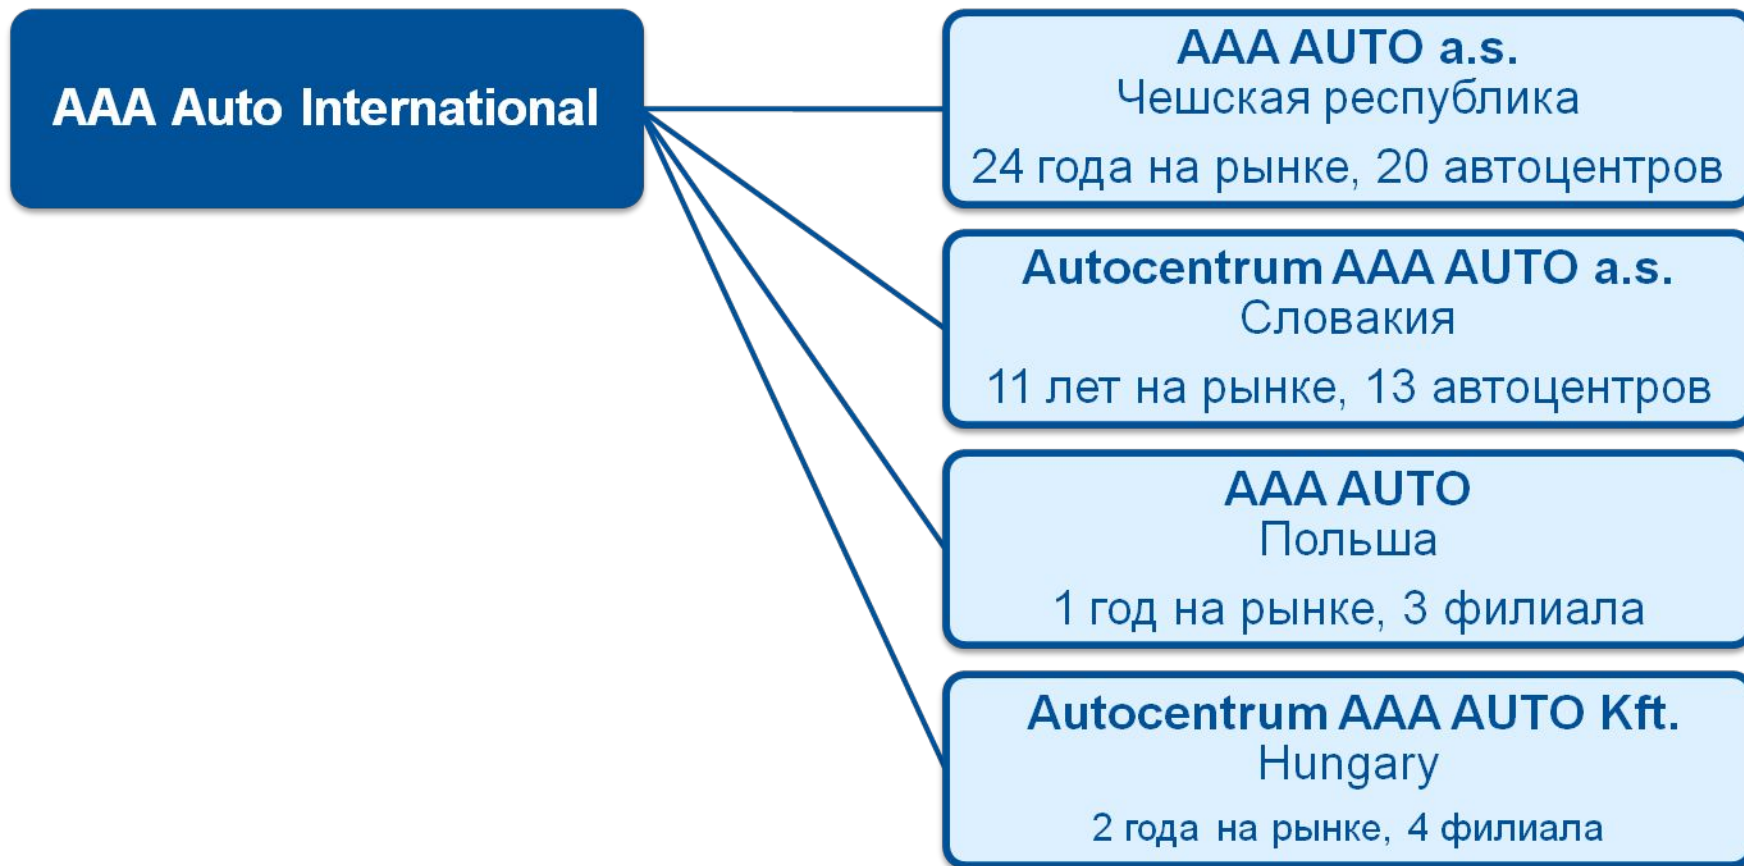 AAA Auto International
AAA AUTO a.s.
Чешская республика
24 года на рынке, 20 автоцентров
Autocentrum AAA AUTO a.s.
Словакия
11 лет на рынке, 13 автоцентров
AAA AUTO
Польша
1 год на рынке, 3 филиала
Autocentrum AAA AUTO Kft.
Hungary
2 года на рынке, 4 филиала